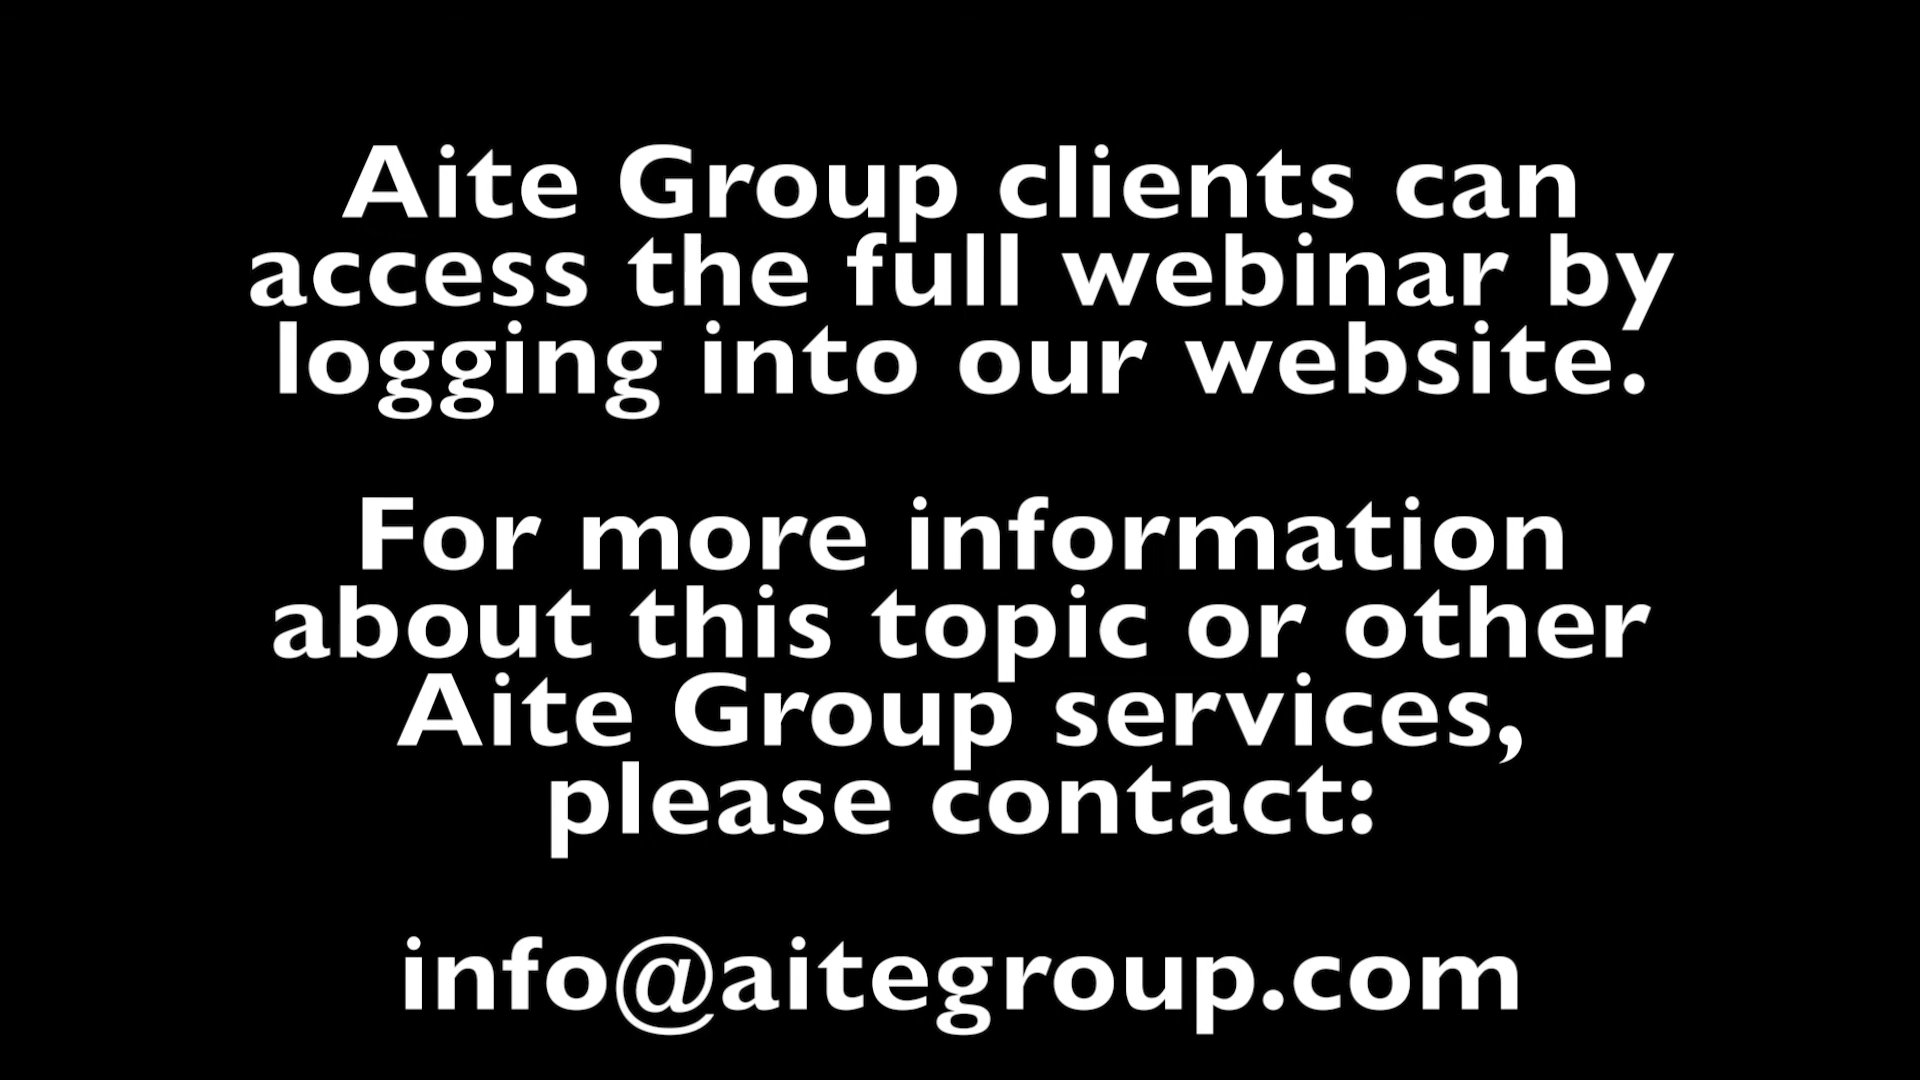 Aite Group clients can
access the full webinar by
logging into our website.
For more information
about this topic or other
Aite Group services,
please contact:
info@aitegroup.com